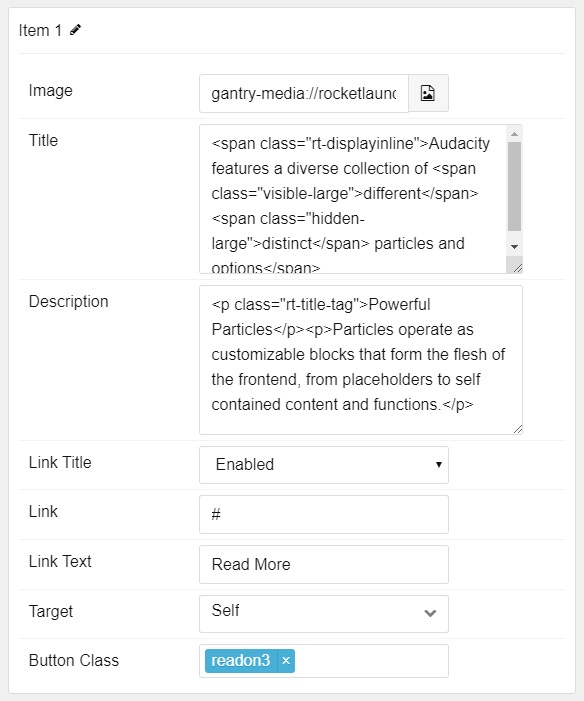 Item 1
Image
gantry-media://rocketlaunc
Title
<span class="rt-displayinline">Audacity
features a diverse collection of <span
class="visible-large">different</span>
<span class="hidden-
large">distinct</span> particles and
options</span>
Description
<p class="rt-title-tag">Powerful
Particles</p><p>Particles operate as
customizable blocks that form the flesh of
the frontend, from placeholders to self
contained content and functions.</p>
Link Title
Enabled
Link
#
Link Text
Read More
Target
Self
Button Class
readon3 ×